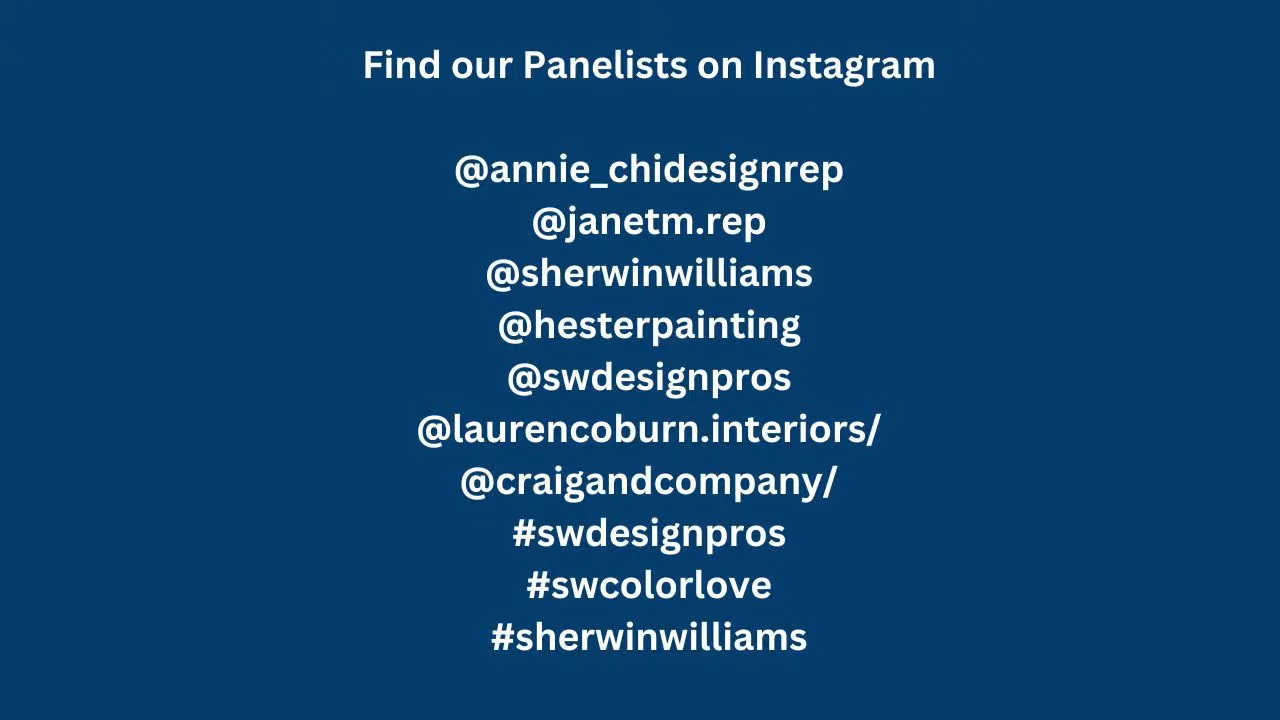 Find our Panelists on Instagram
@annie_chidesignrep
@janetm.rep
@sherwinwilliams
@hesterpainting
@swdesignpros
@laurencoburn.interiors/
@craigandcompany/
#swdesignpros
#swcolorlove
#sherwinwilliams